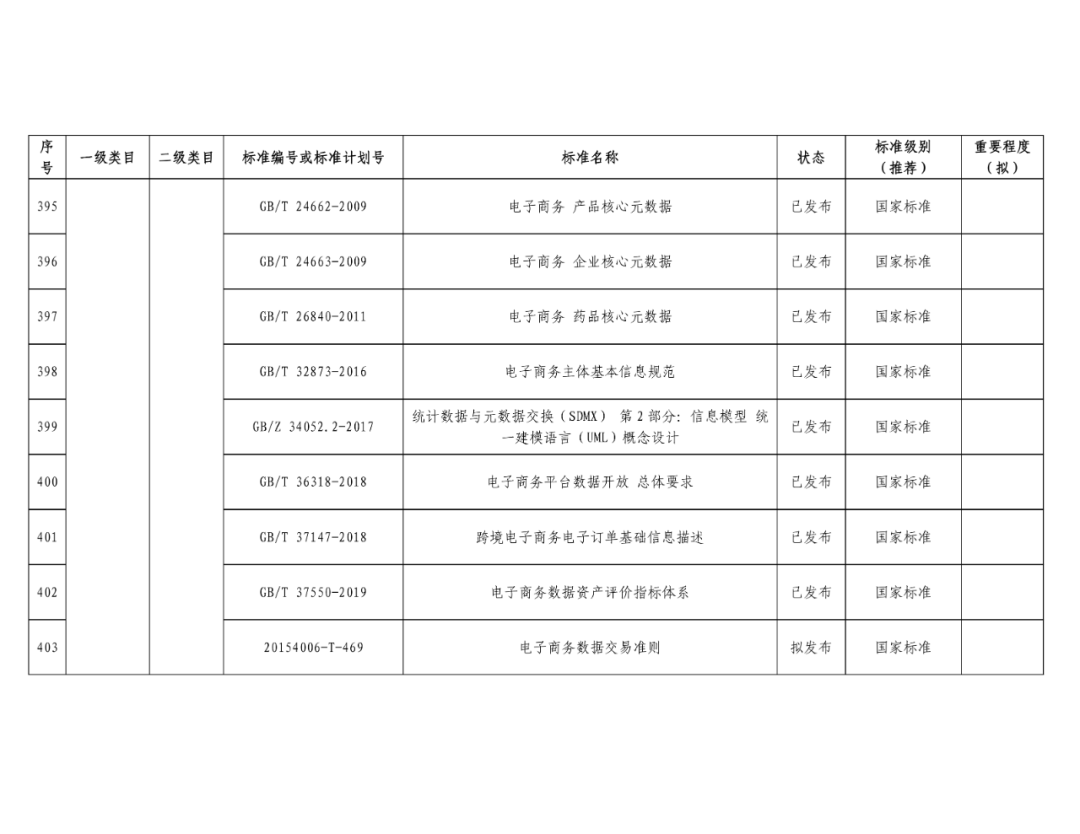 序号 一级类目 二级类目 标准编号或标准计划号 标准名称 状态 标准级别（推荐） 重要程度（拟）
395 GB/T 24662-2009 电子商务 产品核心元数据 已发布 国家标准
396 GB/T 24663-2009 电子商务 企业核心元数据 已发布 国家标准
397 GB/T 26840-2011 电子商务 药品核心元数据 已发布 国家标准
398 GB/T 32873-2016 电子商务主体基本信息规范 已发布 国家标准
399 GB/Z 34052.2-2017 统计数据与元数据交换（SDMX） 第 2 部分：信息模型 统一建模语言（UML）概念设计 已发布 国家标准
400 GB/T 36318-2018 电子商务平台数据开放 总体要求 已发布 国家标准
401 GB/T 37147-2018 跨境电子商务电子订单基础信息描述 已发布 国家标准
402 GB/T 37550-2019 电子商务数据资产评价指标体系 已发布 国家标准
403 20154006-T-469 电子商务数据交易准则 拟发布 国家标准